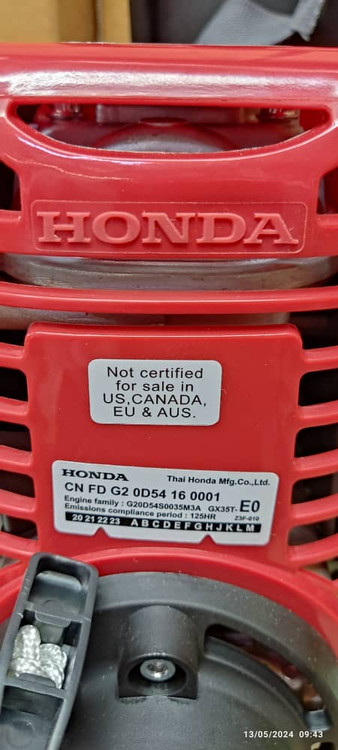 HONDA
Not certified
for sale in
US,CANADA,
EU & AUS.
HONDA Thai Honda Mfg.Co.,Ltd.
CN FD G2 0D54 16 0001
Engine family : G20D54S0035M3A GX35T-E0
Emissions compliance period : 125HR Z3F-010
20 21 22 23 ABCDEFGHJKLM
13/05/2024 09:43